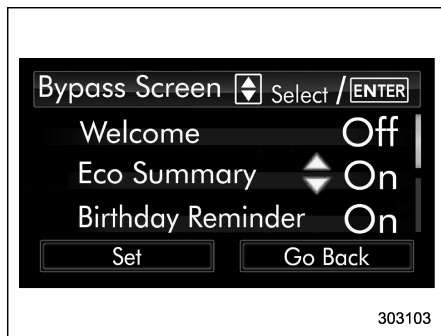 Bypass Screen Select / ENTER
Welcome Off
Eco Summary On
Birthday Reminder On
Set Go Back
303103